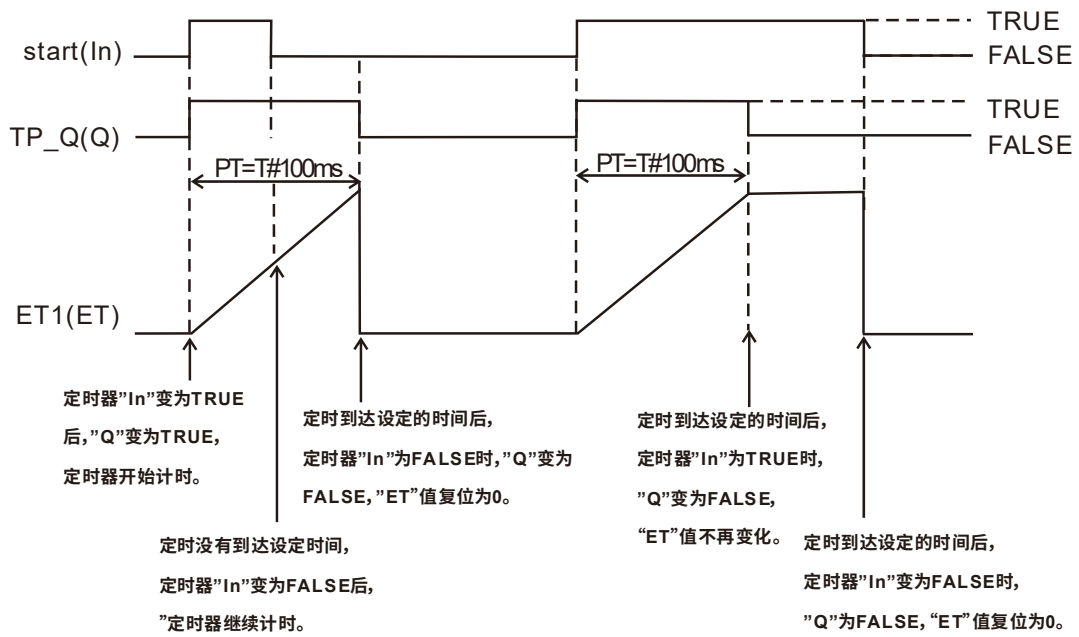 start(In)
TRUE
FALSE
TP_Q(Q)
TRUE
FALSE
PT=T#100ms
PT=T#100ms
ET1(ET)
定时器"In"变为TRUE
后,"Q"变为TRUE,
定时器开始计时。
定时到达设定的时间后,
定时器"In"为FALSE时,"Q"变为
FALSE,"ET"值复位为0。
定时没有到达设定时间,
定时器"In"变为FALSE后,
"定时器继续计时。
定时到达设定的时间后,
定时器"In"为TRUE时,
"Q"变为FALSE,
“ET”值不再变化。
定时到达设定的时间后,
定时器"In"变为FALSE时,
"Q"为FALSE,“ET”值复位为0。